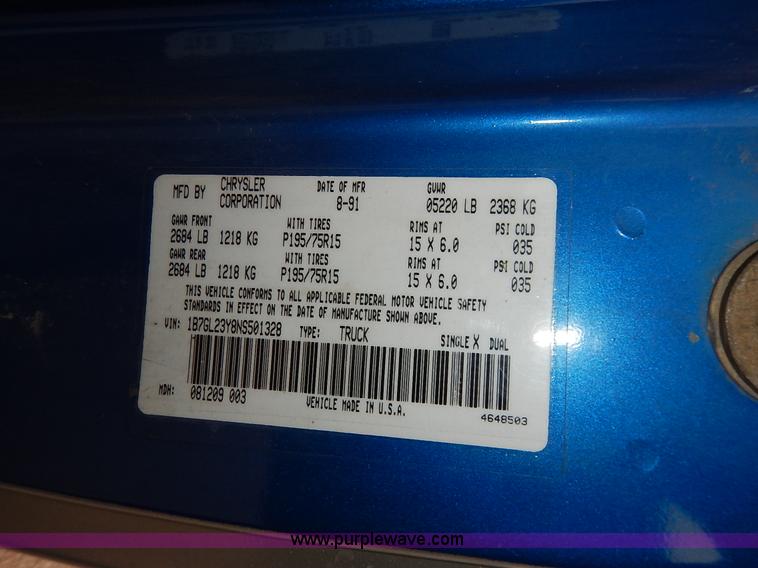 MFD BY CHRYSLER CORPORATION DATE OF MFR 8-91 GVWR 05220 LB 2368 KG
GAWR FRONT WITH TIRES RIMS AT PSI COLD
2684 LB 1218 KG P195/75R15 15 X 6.0 035
GAWR REAR WITH TIRES RIMS AT PSI COLD
2684 LB 1218 KG P195/75R15 15 X 6.0 035
THIS VEHICLE CONFORMS TO ALL APPLICABLE FEDERAL MOTOR VEHICLE SAFETY
STANDARDS IN EFFECT ON THE DATE OF MANUFACTURE SHOWN ABOVE.
VIN: 1B7GL23Y8NS501328 TYPE: TRUCK SINGLE X DUAL
MDH: 081209 003 VEHICLE MADE IN U.S.A. 4648503
www.purplewave.com